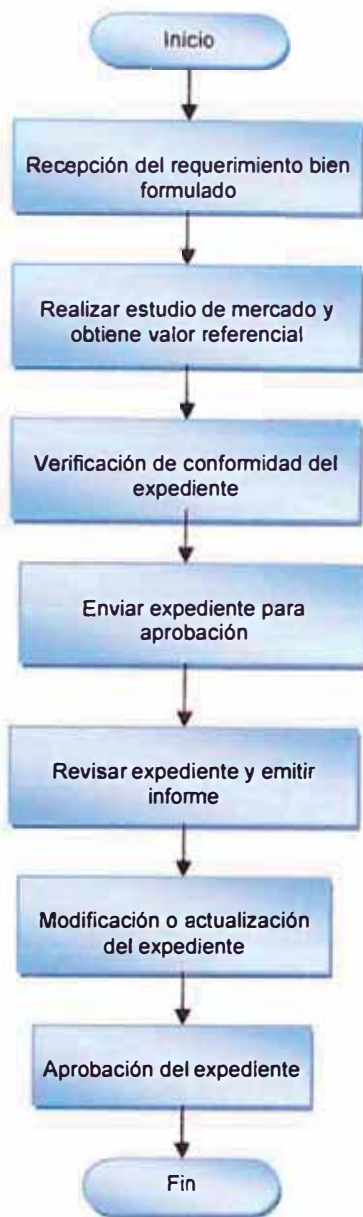 Inicio
Recepción del requerimiento bien
formulado
Realizar estudio de mercado y
obtiene valor referencial
Verificación de conformidad del
expediente
Enviar expediente para
aprobación
Revisar expediente y emitir
informe
Modificación o actualización
del expediente
Aprobación del expediente
Fin